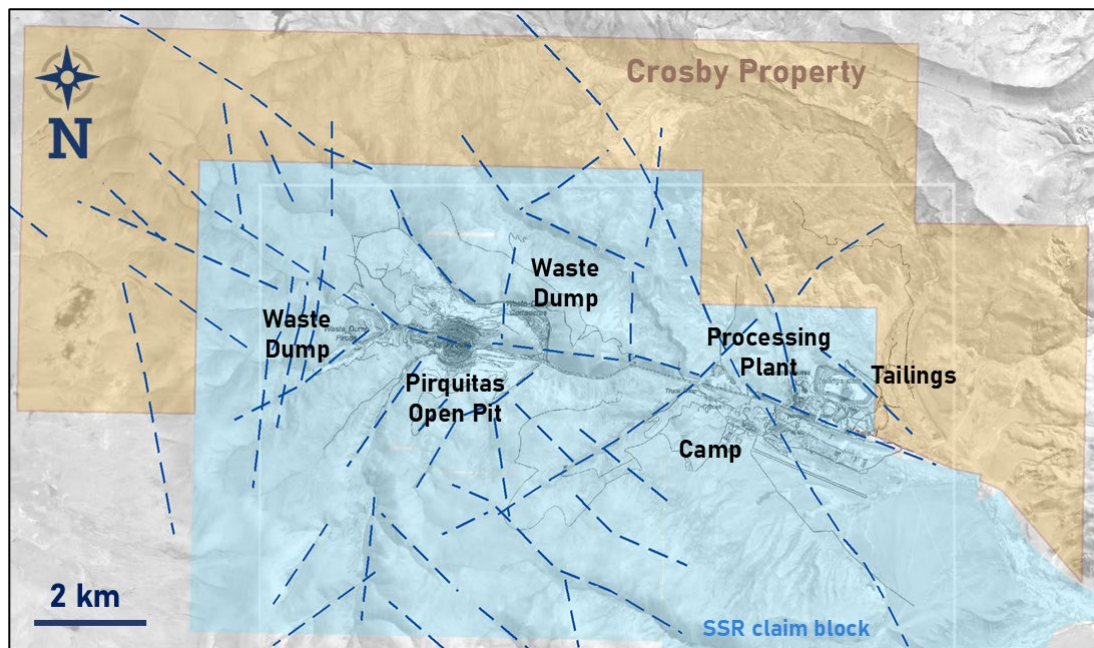 Crosby Property
N
Waste
Dump
Waste
Dump
Processing
Plant
Tailings
Pirquitas
Open Pit
Camp
2 km
SSR claim block